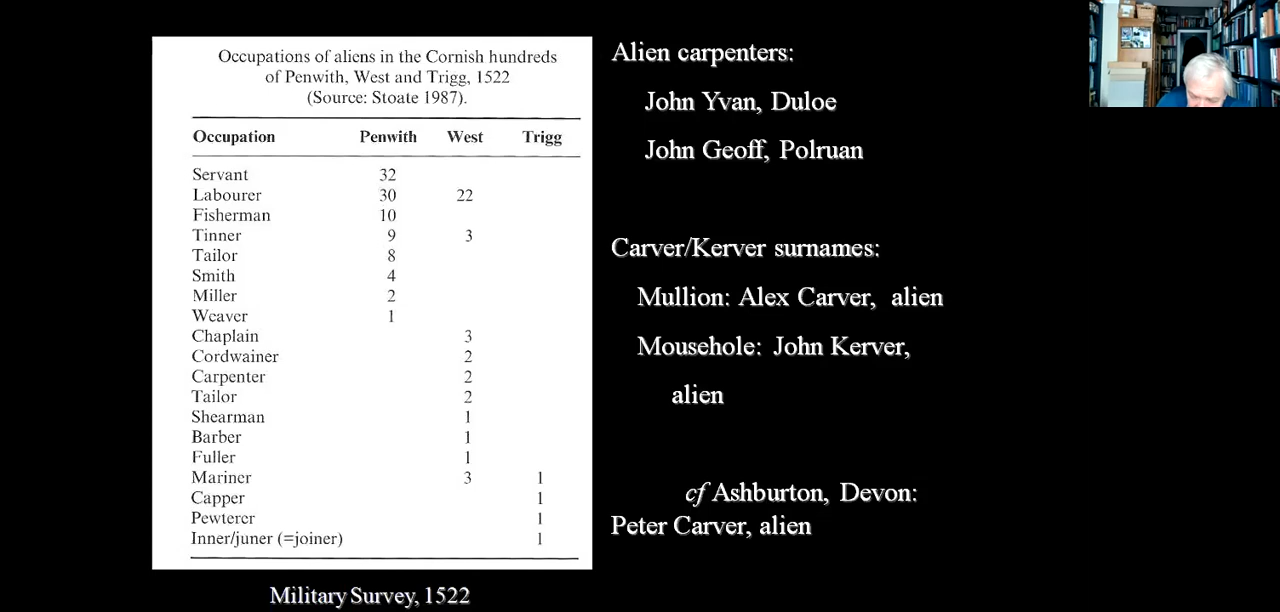 Occupations of aliens in the Cornish hundreds
of Penwith, West and Trigg, 1522
(Source: Stoate 1987).
Occupation Penwith West Trigg
Servant 32
Labourer 30 22
Fisherman 10
Tinner 9 3
Tailor 8
Smith 4
Miller 2
Weaver 1
Chaplain 3
Cordwainer 2
Carpenter 2
Tailor 2
Shearman 1
Barber 1
Fuller 1
Mariner 3 1
Capper 1
Pewterer 1
Inner/juner (=joiner) 1
Military Survey, 1522
Alien carpenters:
John Yvan, Duloe
John Geoff, Polruan
Carver/Kerver surnames:
Mullion: Alex Carver, alien
Mousehole: John Kerver,
alien
cf Ashburton, Devon:
Peter Carver, alien